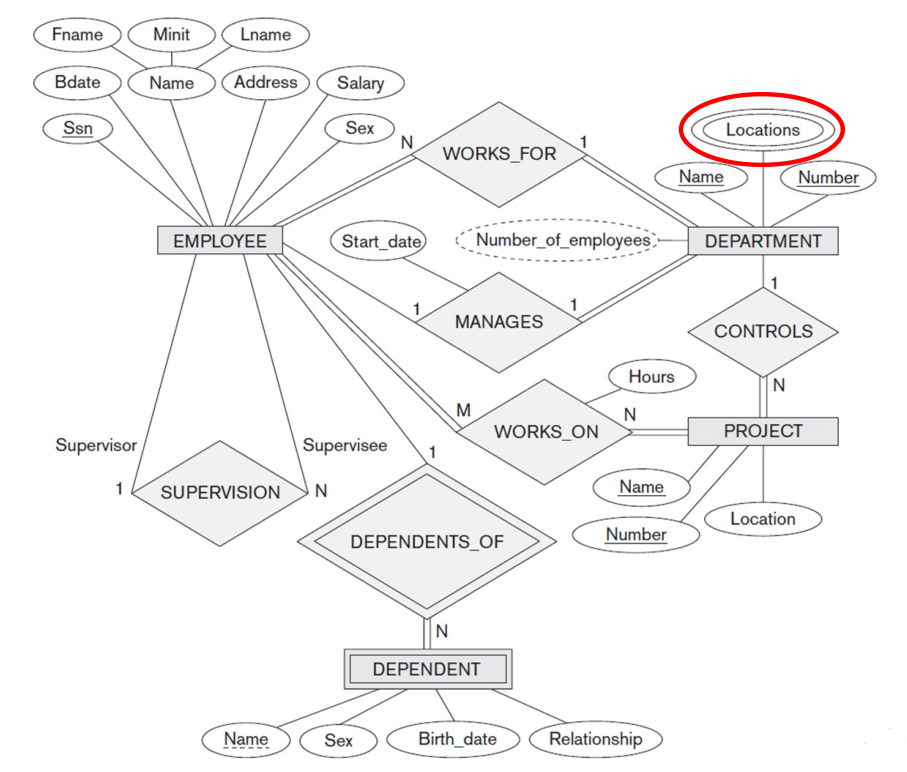 Fname
Minit
Lname
Bdate
Name
Address
Salary
Ssn
Sex
N
WORKS_FOR
1
Locations
Name
Number
EMPLOYEE
Start_date
Number_of_employees
DEPARTMENT
1
MANAGES
1
1
CONTROLS
N
Hours
M
WORKS_ON
N
PROJECT
Supervisor
Supervisee
1
SUPERVISION
N
1
Name
Number
Location
DEPENDENTS_OF
N
DEPENDENT
Name
Sex
Birth_date
Relationship